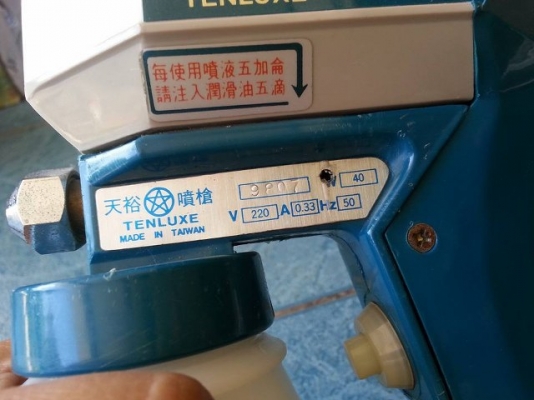 TENLUXE
每使用噴液五加侖
請注入潤滑油五滴
天裕 噴槍
TENLUXE
MADE IN TAIWAN
9807 W 40
V 220 A 0.33 Hz 50